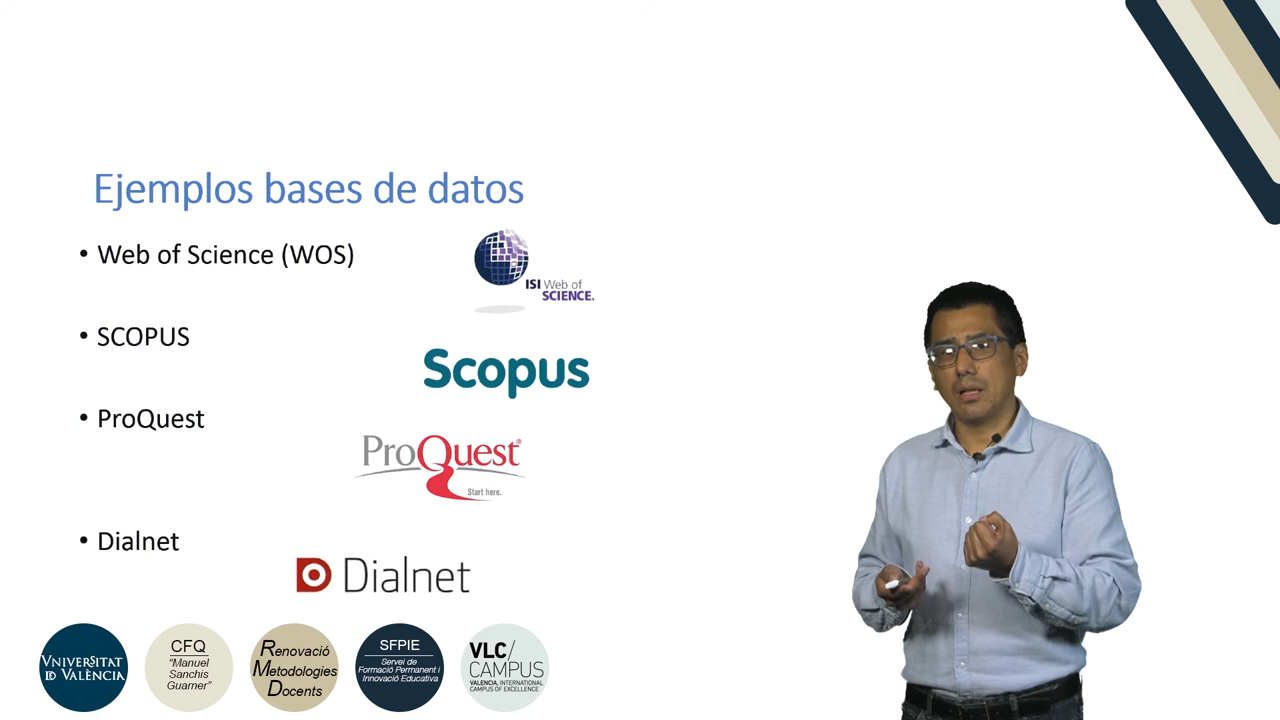 Ejemplos bases de datos
• Web of Science (WOS)
ISI Web of
SCIENCE.
• SCOPUS
Scopus
• ProQuest
ProQuest®
Start here.
• Dialnet
D Dialnet
VNIVERSITAT
ID VALÈNCIA
CFQ
"Manuel
Sanchis
Guarner"
Renovació
Metodologies
Docents
SFPIE
Servei de
Formació Permanent i
Innovació Educativa
VLC/
CAMPUS
VALENCIA, INTERNATIONAL
CAMPUS OF EXCELLENCE